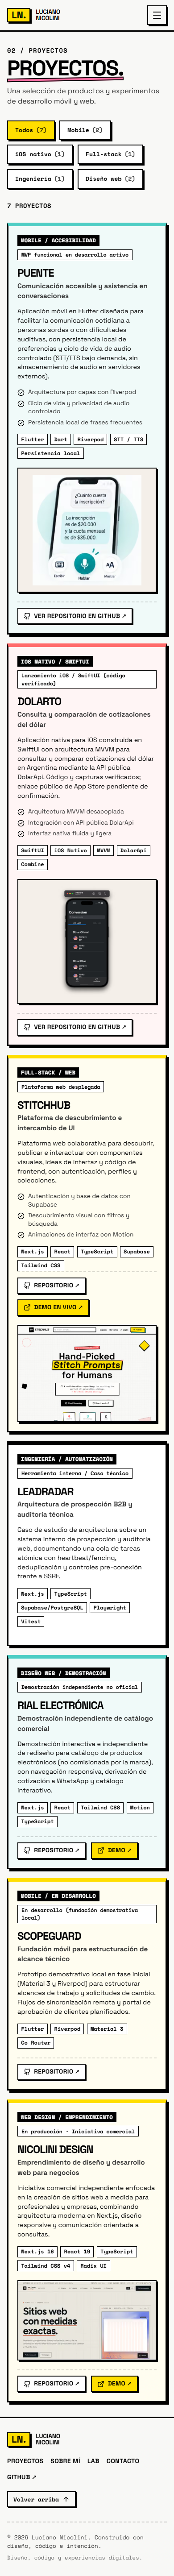 LN.
LUCIANO
NICOLINI
02 / PROYECTOS
PROYECTOS.
Una selección de productos y experimentos
de desarrollo móvil y web.
Todos (7)
Mobile (2)
iOS nativo (1)
Full-stack (1)
Ingeniería (1)
Diseño web (2)
7 PROYECTOS
MOBILE / ACCESIBILIDAD
MVP funcional en desarrollo activo
PUENTE
Comunicación accesible y asistencia en
conversaciones
Aplicación móvil en Flutter diseñada para
facilitar la comunicación cotidiana a
personas sordas o con dificultades
auditivas, con persistencia local de
preferencias y ciclo de vida de audio
controlado (STT/TTS bajo demanda, sin
almacenamiento de audio en servidores
externos).
Arquitectura por capas con Riverpod
Ciclo de vida y privacidad de audio
controlado
Persistencia local de frases frecuentes
Flutter
Dart
Riverpod
STT / TTS
Persistencia local
¿Cuándo cuesta
la inscripción?
La inscripción es
de $20.000
y la cuota mensual
es de $35.000.
Escribir
Hablar
Mostrar
VER REPOSITORIO EN GITHUB ↗
IOS NATIVO / SWIFTUI
Lanzamiento iOS / SwiftUI (código
verificado)
DOLARTO
Consulta y comparación de cotizaciones
del dólar
Aplicación nativa para iOS construida en
SwiftUI con arquitectura MVVM para
consultar y comparar cotizaciones del dólar
en Argentina mediante la API pública
DolarApi. Código y capturas verificados;
enlace público de App Store pendiente de
confirmación.
Arquitectura MVVM desacoplada
Integración con API pública DolarApi
Interfaz nativa fluida y ligera
SwiftUI
iOS Nativo
MVVM
DolarApi
Combine
Conversion
VER REPOSITORIO EN GITHUB ↗
FULL-STACK / WEB
Plataforma web desplegada
STITCHHUB
Plataforma de descubrimiento e
intercambio de UI
Plataforma web colaborativa para descubrir,
publicar e intercambiar componentes
visuales, ideas de interfaz y código de
frontend, con autenticación, perfiles y
colecciones.
Autenticación y base de datos con
Supabase
Descubrimiento visual con filtros y
búsqueda
Animaciones de interfaz con Motion
Next.js
React
TypeScript
Supabase
Tailwind CSS
REPOSITORIO ↗
DEMO EN VIVO ↗
Hand-Picked
Stitch Prompts
for Humans
INGENIERÍA / AUTOMATIZACIÓN
Herramienta interna / Caso técnico
LEADRADAR
Arquitectura de prospección B2B y
auditoría técnica
Caso de estudio de arquitectura sobre un
sistema interno de prospección y auditoría
web, documentando una cola de tareas
atómica con heartbeat/fencing,
deduplicación y controles pre-conexión
frente a SSRF.
Next.js
TypeScript
Supabase/PostgreSQL
Playwright
Vitest
DISEÑO WEB / DEMOSTRACIÓN
Demostración independiente no oficial
RIAL ELECTRÓNICA
Demostración independiente de catálogo
comercial
Demostración interactiva e independiente
de rediseño para catálogo de productos
electrónicos (no comisionada por la marca),
con navegación responsiva, derivación de
cotización a WhatsApp y catálogo
interactivo.
Next.js
React
Tailwind CSS
Motion
TypeScript
REPOSITORIO ↗
DEMO ↗
MOBILE / EN DESARROLLO
En desarrollo (fundación demostrativa
local)
SCOPEGUARD
Fundación móvil para estructuración de
alcance técnico
Prototipo demostrativo local en fase inicial
(Material 3 y Riverpod) para estructurar
alcances de trabajo y solicitudes de cambio.
Flujos de sincronización remota y portal de
aprobación de clientes planificados.
Flutter
Riverpod
Material 3
Go Router
REPOSITORIO ↗
WEB DESIGN / EMPRENDIMIENTO
En producción · Iniciativa comercial
NICOLINI DESIGN
Emprendimiento de diseño y desarrollo
web para negocios
Iniciativa comercial independiente enfocada
en la creación de sitios web a medida para
profesionales y empresas, combinando
arquitectura moderna en Next.js, diseño
responsive y comunicación orientada a
consultas.
Next.js 16
React 19
TypeScript
Tailwind CSS v4
Radix UI
Sitios web
con medidas
exactas.
REPOSITORIO ↗
DEMO ↗
LN.
LUCIANO
NICOLINI
PROYECTOS
SOBRE MÍ
LAB
CONTACTO
GITHUB ↗
Volver arriba ↑
© 2026 Luciano Nicolini. Construido con
diseño, código e intención.
Diseño, código y experiencias digitales.